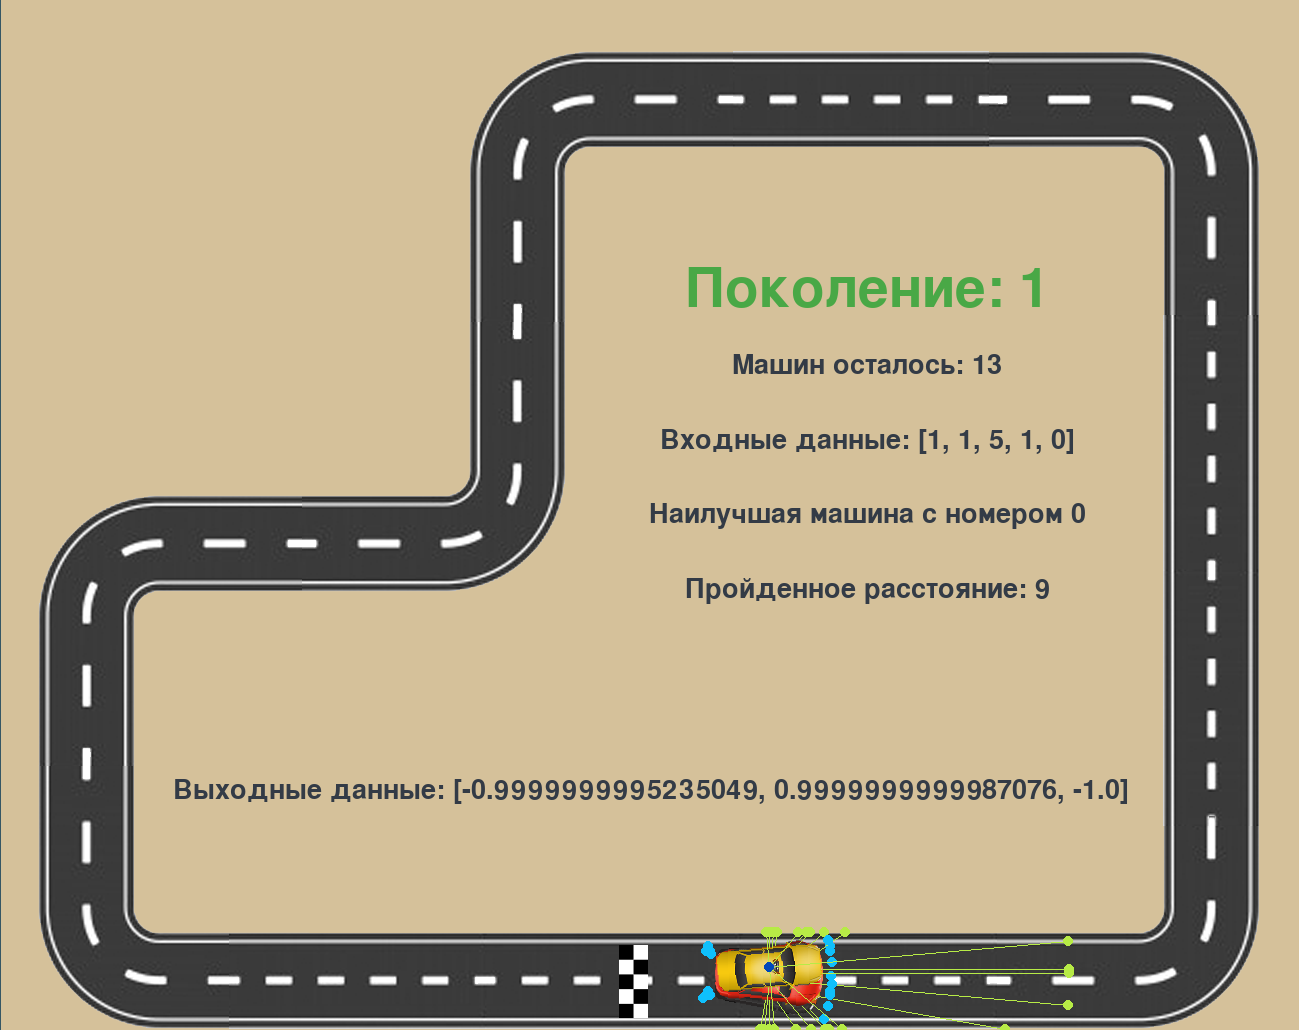 Поколение: 1
Машин осталось: 13
Входные данные: [1, 1, 5, 1, 0]
Наилучшая машина с номером 0
Пройденное расстояние: 9
Выходные данные: [-0.9999999995235049, 0.9999999999987076, -1.0]